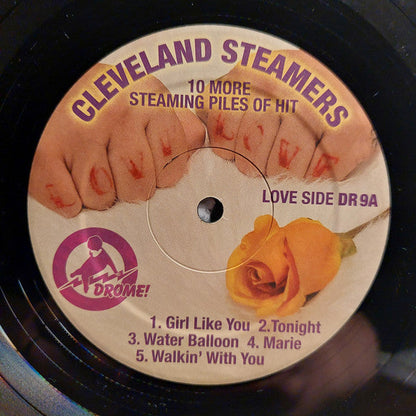 CLEVELAND STEAMERS
10 MORE
STEAMING PILES OF HIT
LOVE LOVE
LOVE SIDE DR 9A
DROME!
1. Girl Like You 2.Tonight
3. Water Balloon 4. Marie
5. Walkin' With You